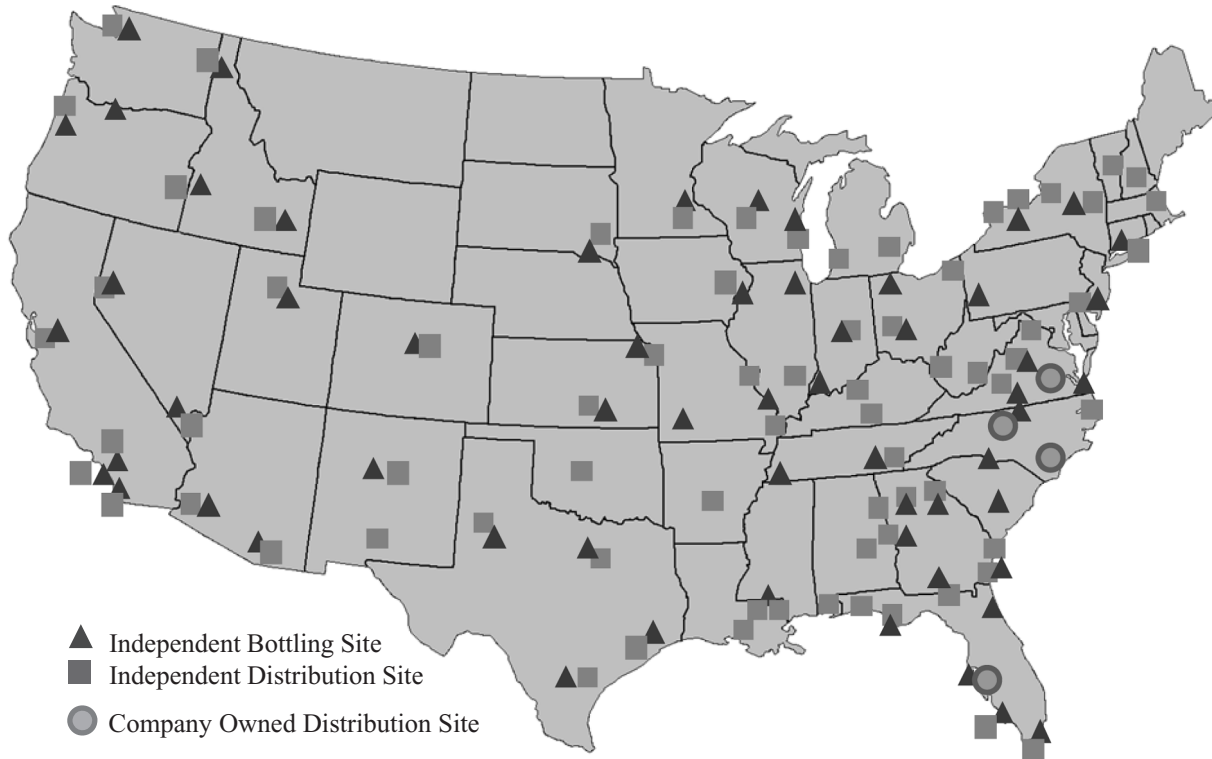 Independent Bottling Site
Independent Distribution Site
Company Owned Distribution Site